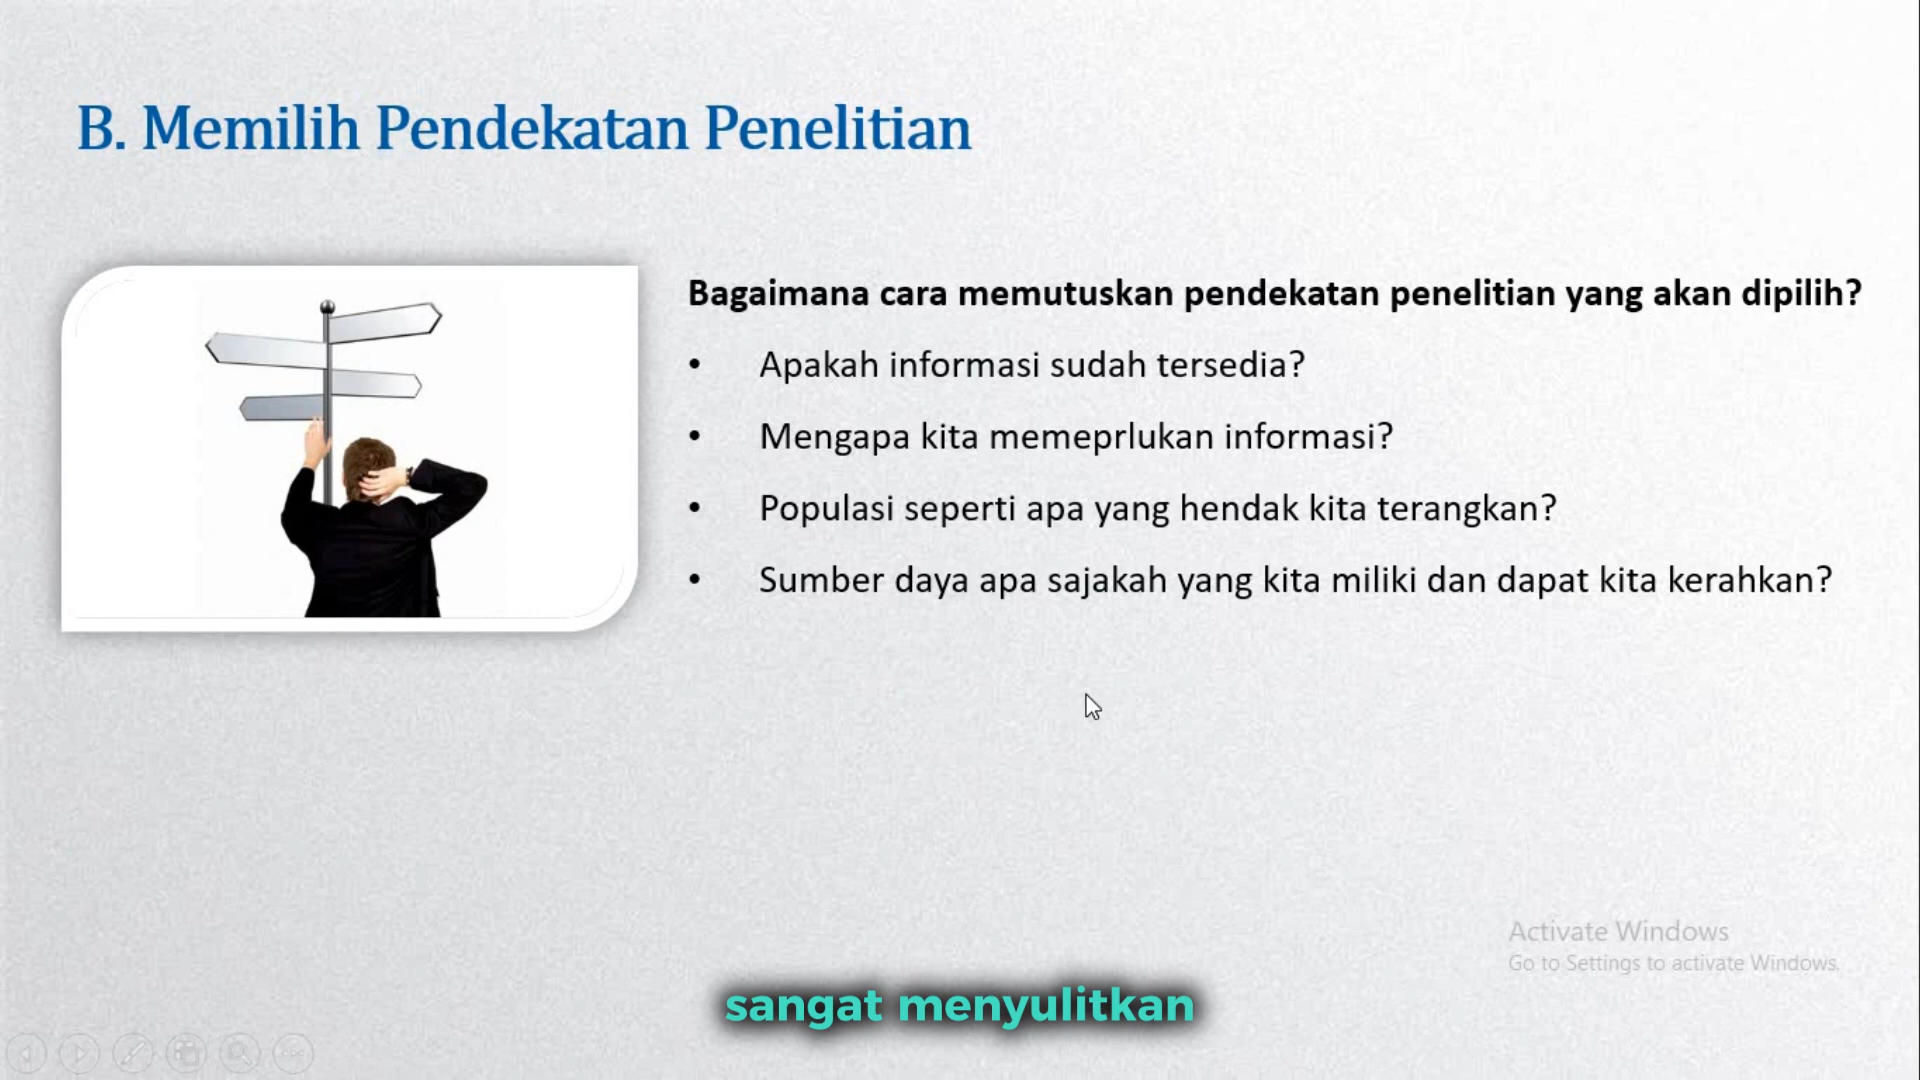 B. Memilih Pendekatan Penelitian
Bagaimana cara memutuskan pendekatan penelitian yang akan dipilih?
• Apakah informasi sudah tersedia?
• Mengapa kita memeprlukan informasi?
• Populasi seperti apa yang hendak kita terangkan?
• Sumber daya apa sajakah yang kita miliki dan dapat kita kerahkan?
Activate Windows
Go to Settings to activate Windows.
sangat menyulitkan